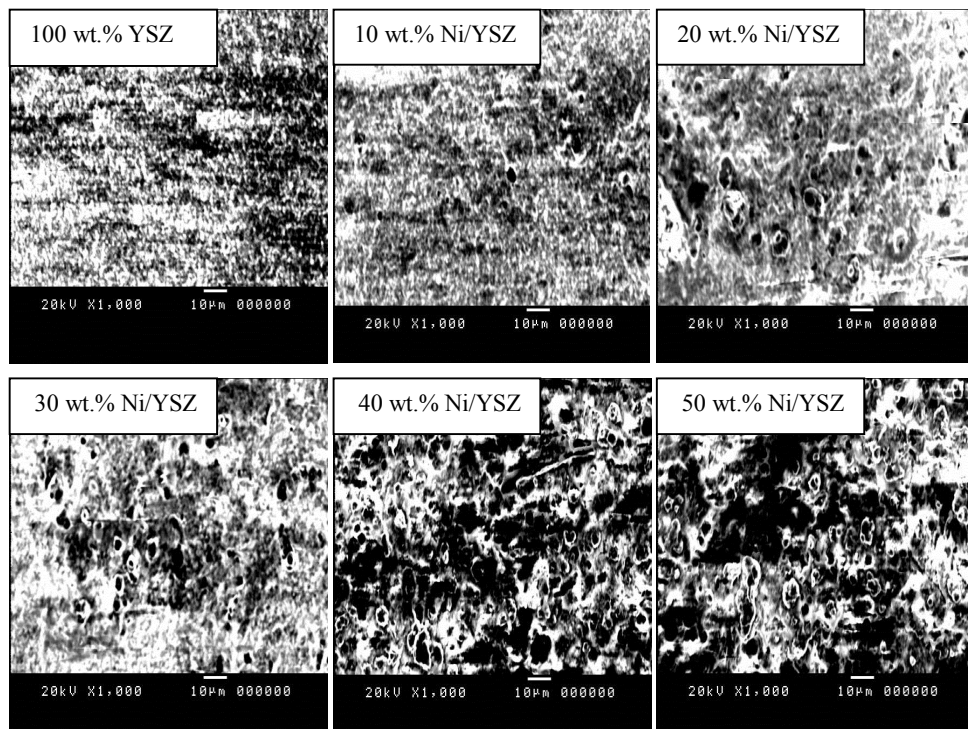 100 wt.% YSZ
10 wt.% Ni/YSZ
20 wt.% Ni/YSZ
20kV X1,000 10µm 000000
20kV X1,000 10µm 000000
20kV X1,000 10µm 000000
30 wt.% Ni/YSZ
40 wt.% Ni/YSZ
50 wt.% Ni/YSZ
20kV X1,000 10µm 000000
20kV X1,000 10µm 000000
20kV X1,000 10µm 000000